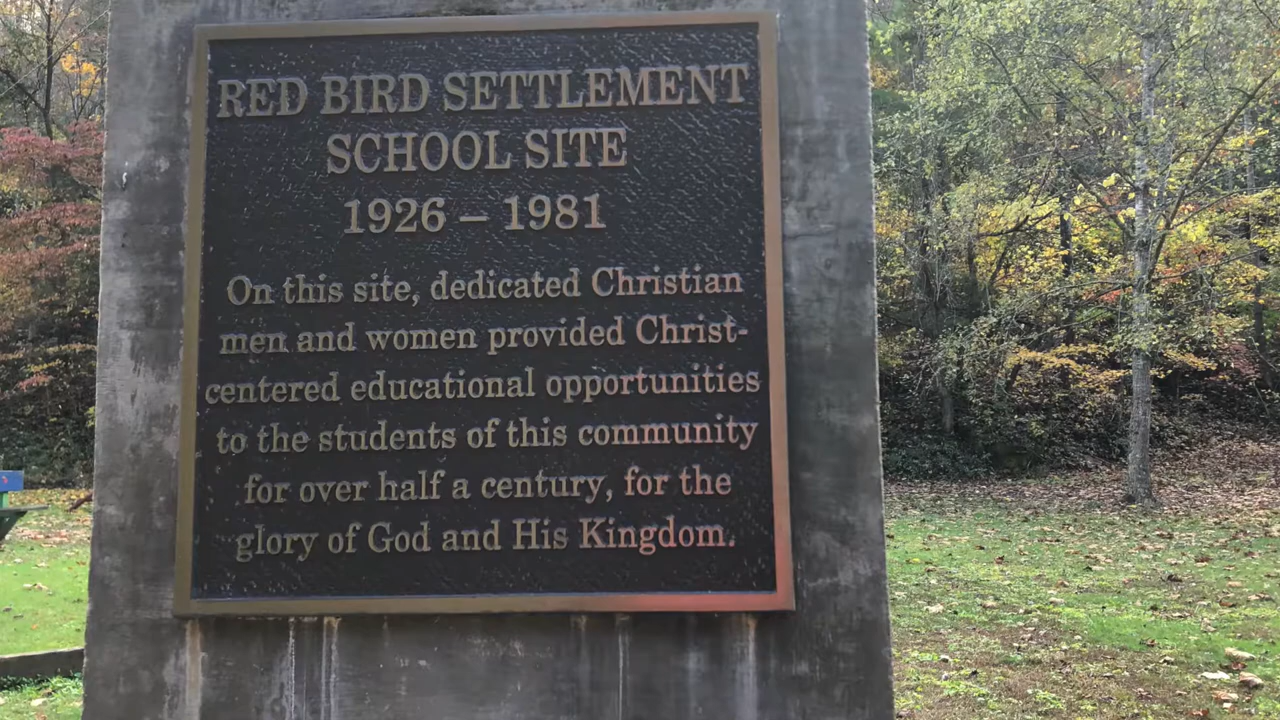 RED BIRD SETTLEMENT
SCHOOL SITE
1926 – 1981
On this site, dedicated Christian
men and women provided Christ-
centered educational opportunities
to the students of this community
for over half a century, for the
glory of God and His Kingdom.